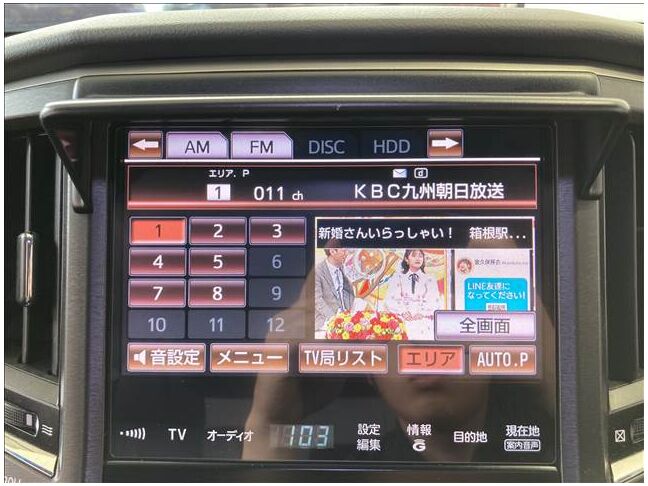 AM FM DISC HDD
エリア.P
1 011 ch KBC九州朝日放送
1 2 3
新婚さんいらっしゃい! 箱根駅...
4 5 6
7 8 9
LINE友達に
なってください!
10 11 12
全画面
音設定 メニュー TV局リスト エリア AUTO.P
TV オーディオ 1:03 設定 編集 情報 G 目的地 現在地 案内音声